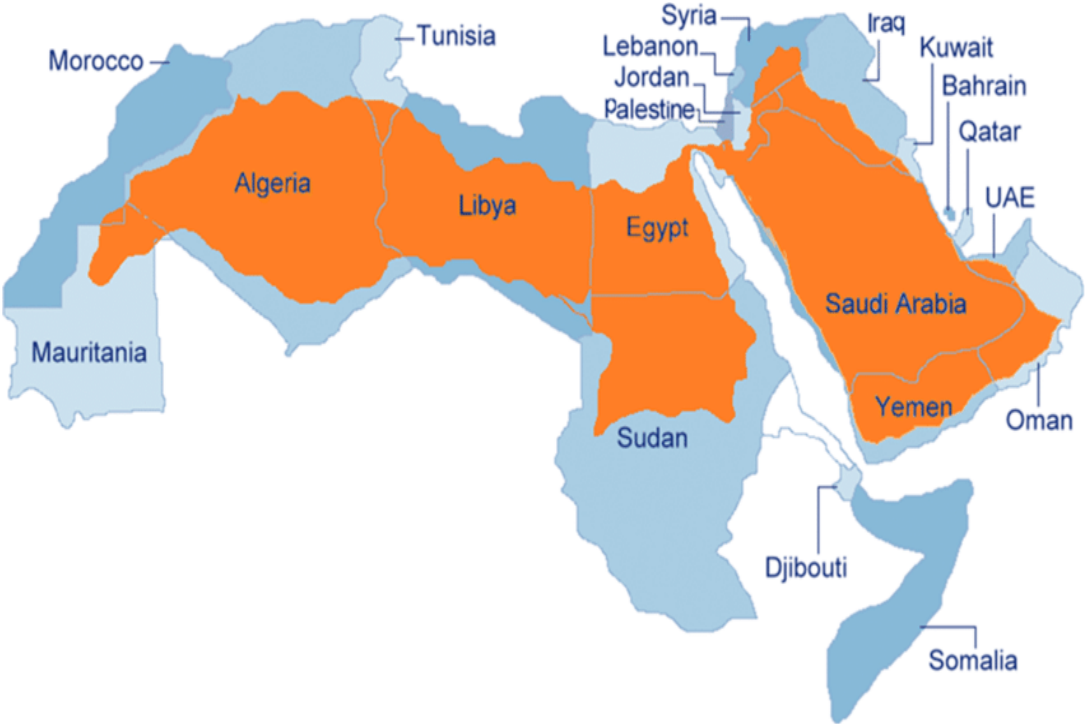 Syria
Iraq
Tunisia
Morocco
Lebanon
Kuwait
Jordan
Bahrain
palestine
Qatar
Algeria
UAE
Libya
Egypt
Saudi Arabia
Mauritania
Yemen
Oman
Sudan
Djibouti
Somalia